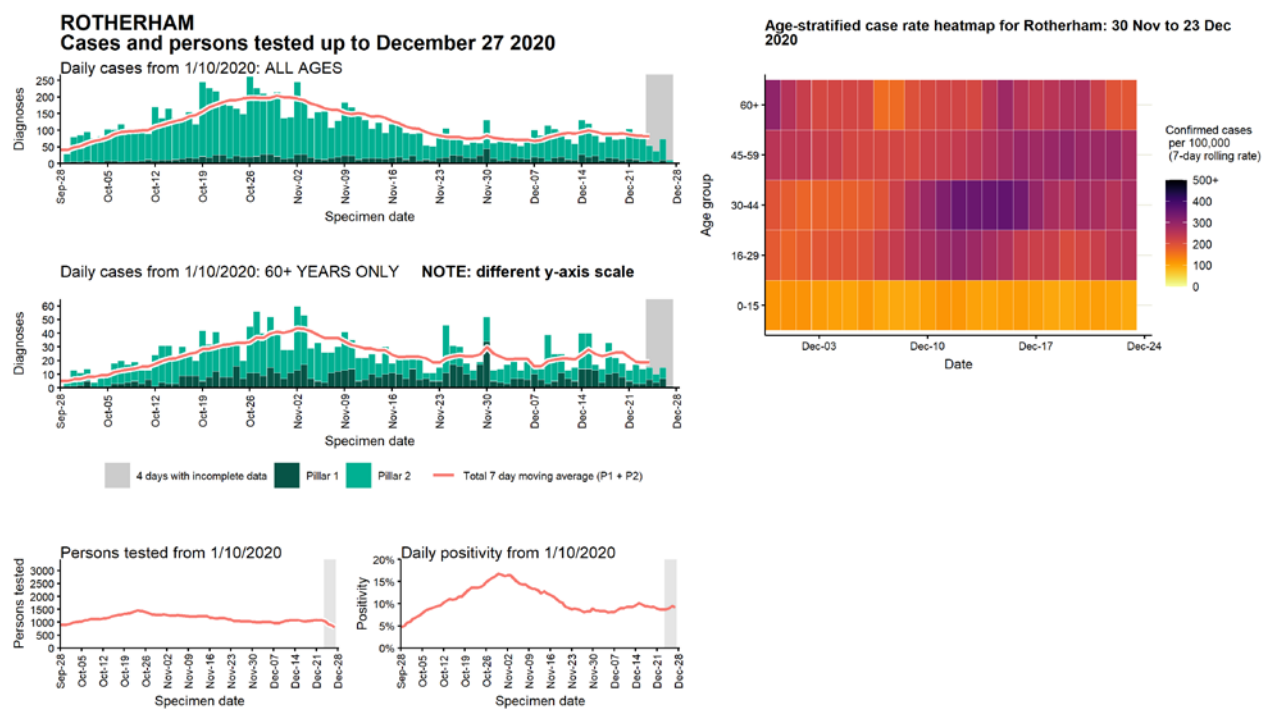 ROTHERHAM
Cases and persons tested up to December 27 2020
Daily cases from 1/10/2020: ALL AGES
Diagnoses
250
200
150
100
50
0
Sep-28
Oct-05
Oct-12
Oct-19
Oct-26
Nov-02
Nov-09
Nov-16
Nov-23
Nov-30
Dec-07
Dec-14
Dec-21
Dec-28
Specimen date
Daily cases from 1/10/2020: 60+ YEARS ONLY NOTE: different y-axis scale
Diagnoses
60
50
40
30
20
10
0
Sep-28
Oct-05
Oct-12
Oct-19
Oct-26
Nov-02
Nov-09
Nov-16
Nov-23
Nov-30
Dec-07
Dec-14
Dec-21
Dec-28
Specimen date
4 days with incomplete data Pillar 1 Pillar 2 Total 7 day moving average (P1 + P2)
Persons tested from 1/10/2020
Persons tested
3000
2500
2000
1500
1000
500
0
Sep-28
Oct-05
Oct-12
Oct-19
Oct-26
Nov-02
Nov-09
Nov-16
Nov-23
Nov-30
Dec-07
Dec-14
Dec-21
Dec-28
Specimen date
Daily positivity from 1/10/2020
Positivity
20%
15%
10%
5%
0%
Sep-28
Oct-05
Oct-12
Oct-19
Oct-26
Nov-02
Nov-09
Nov-16
Nov-23
Nov-30
Dec-07
Dec-14
Dec-21
Dec-28
Specimen date
Age-stratified case rate heatmap for Rotherham: 30 Nov to 23 Dec
2020
Age group
60+
45-59
30-44
16-29
0-15
Dec-03
Dec-10
Dec-17
Dec-24
Date
Confirmed cases
per 100,000
(7-day rolling rate)
500+
400
300
200
100
0